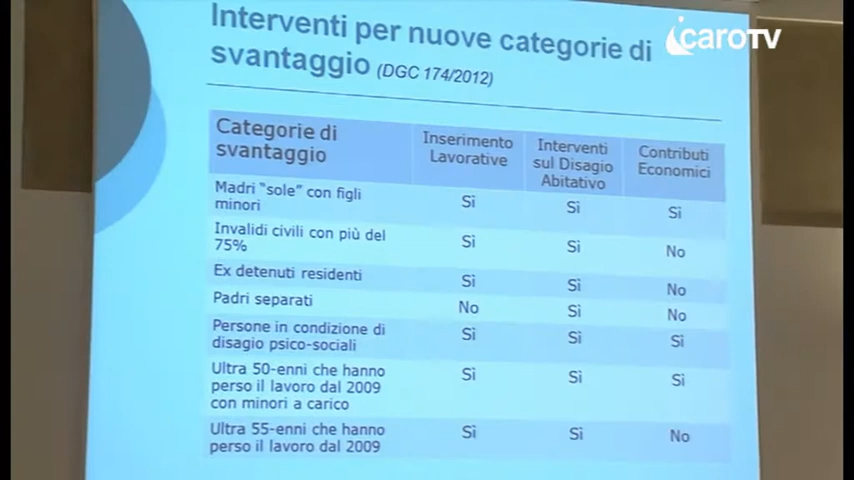 Interventi per nuove categorie di
svantaggio (DGC 174/2012)
icaroTV
Categorie di
svantaggio
Inserimento
Lavorative
Interventi
sul Disagio
Abitativo
Contributi
Economici
Madri "sole" con figli
minori
Sì
Sì
Sì
Invalidi civili con più del
75%
Sì
Sì
No
Ex detenuti residenti
Sì
Sì
No
Padri separati
No
Sì
No
Persone in condizione di
disagio psico-sociali
Sì
Sì
Sì
Ultra 50-enni che hanno
perso il lavoro dal 2009
con minori a carico
Sì
Sì
Sì
Ultra 55-enni che hanno
perso il lavoro dal 2009
Sì
Sì
No